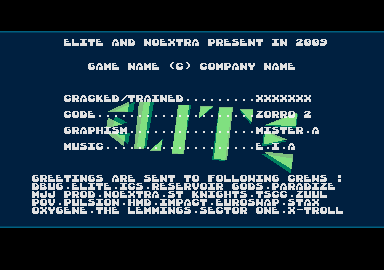 ELITE AND NOEXTRA PRESENT IN 2009
GAME NAME (C) COMPANY NAME
CRACKED/TRAINED.........XXXXXXX
CODE....................ZORRO 2
GRAPHISM................MISTER.A
MUSIC...................E.I.A
GREETINGS ARE SENT TO FOLLOWING CREWS :
DBUG.ELITE.ICS.RESERVOIR GODS.PARADIZE
MJJ PROD.NOEXTRA.ST KNIGHTS.TSCC.ZUUL
POV.PULSION.HMD.IMPACT.EUROSWAP.STAX
OXYGENE.THE LEMMINGS.SECTOR ONE.X-TROLL